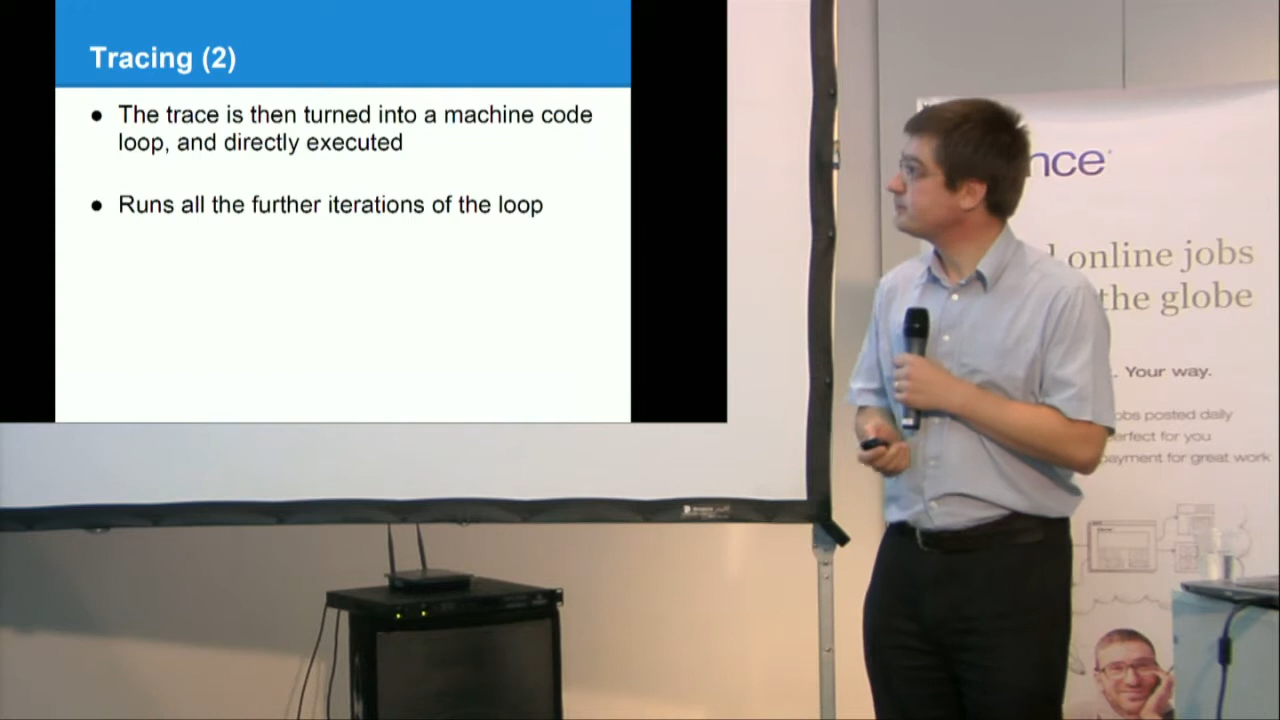 Tracing (2)
● The trace is then turned into a machine code
loop, and directly executed
● Runs all the further iterations of the loop
nce
online jobs
the globe
. Your way.
obs posted daily
erfect for you
payment for great work